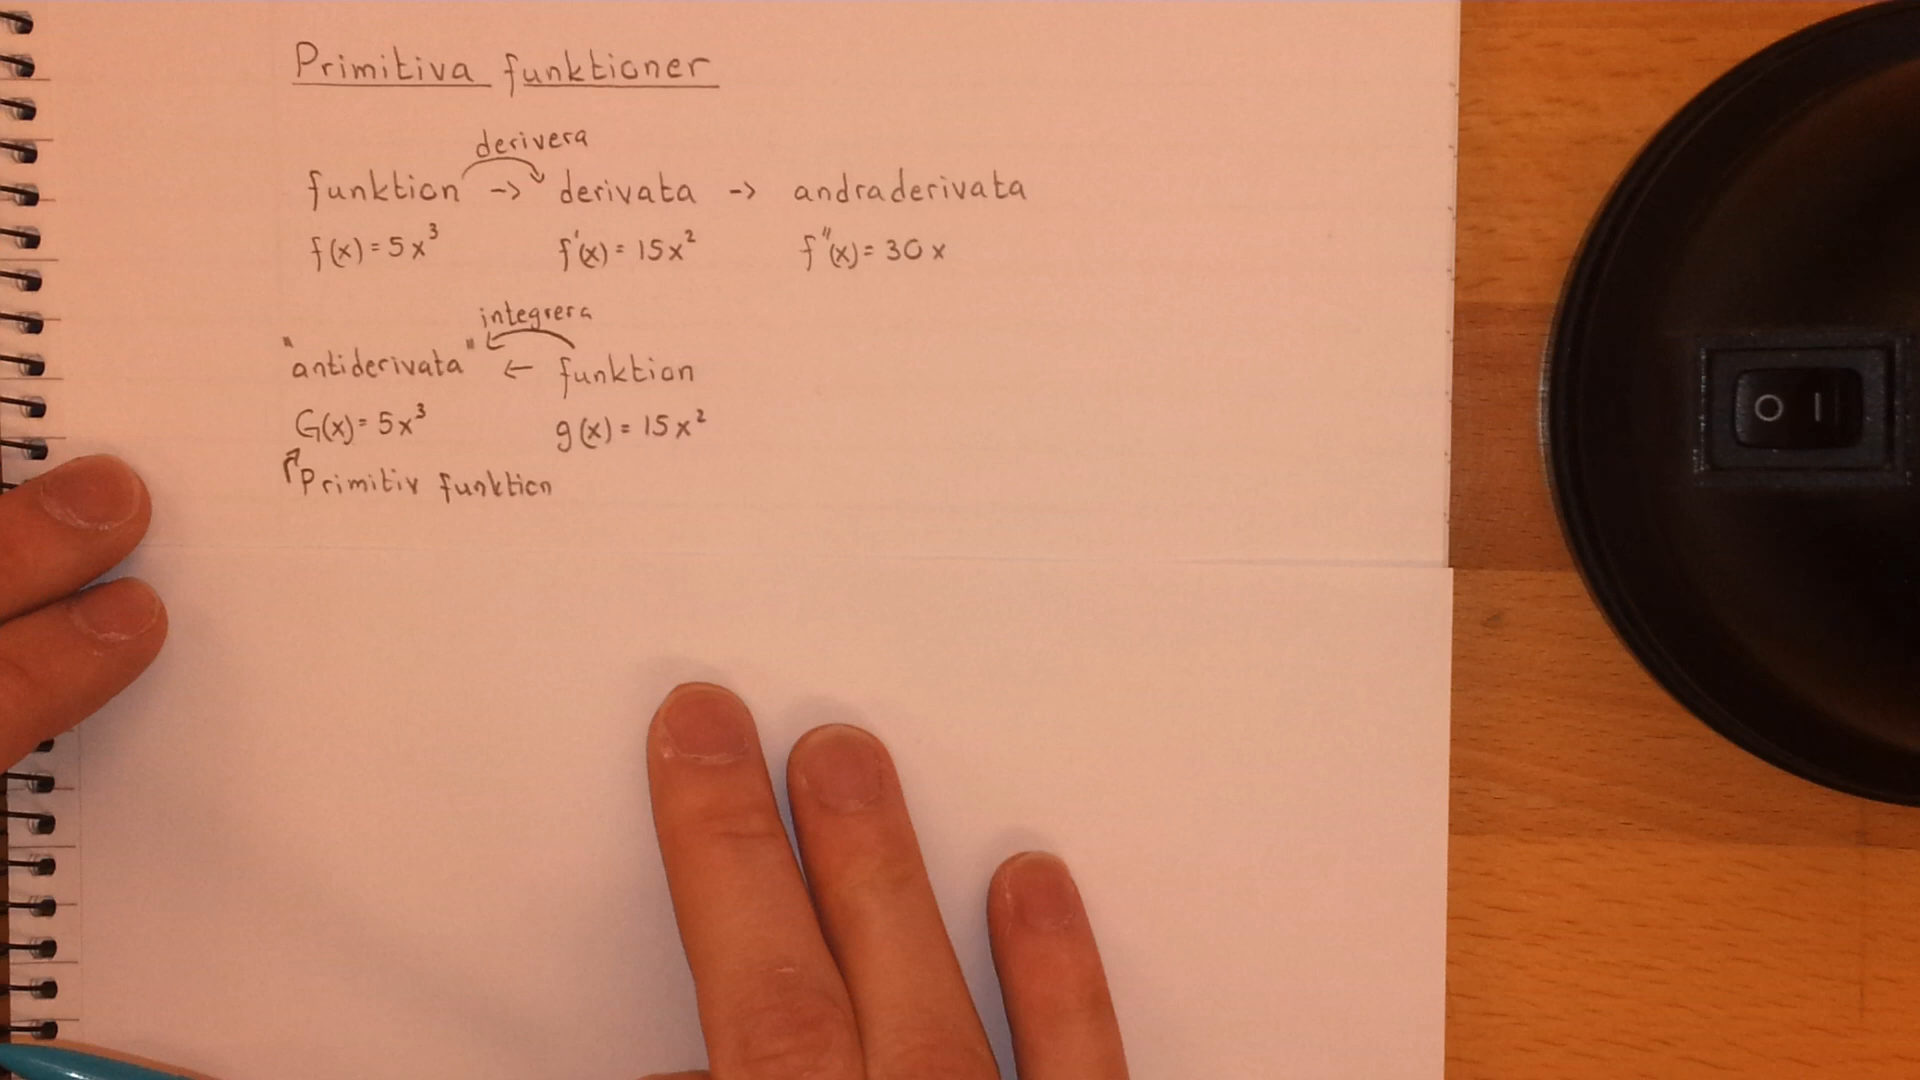 Primitiva funktioner
derivera
funktion -> derivata -> andraderivata
f(x) = 5x³ f'(x) = 15x² f"(x) = 30x
integrera
"antiderivata" ← funktion
G(x) = 5x³ g(x) = 15x²
Primitiv funktion
O I